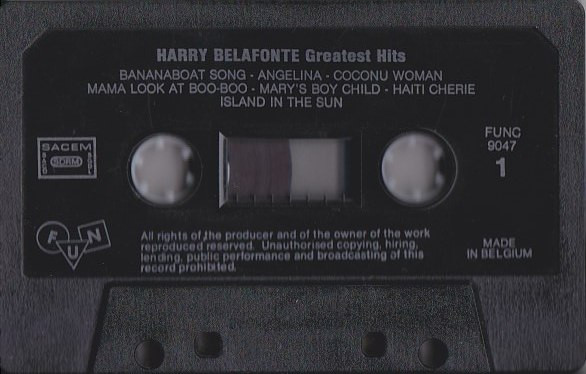 HARRY BELAFONTE Greatest Hits
BANANABOAT SONG - ANGELINA - COCONU WOMAN
MAMA LOOK AT BOO-BOO - MARY'S BOY CHILD - HAITI CHERIE
ISLAND IN THE SUN
SACEM
SDRM
FUNC
9047
1
FUN
All rights of the producer and of the owner of the work
reproduced reserved. Unauthorised copying, hiring,
lending, public performance and broadcasting of this
record prohibited.
MADE
IN BELGIUM